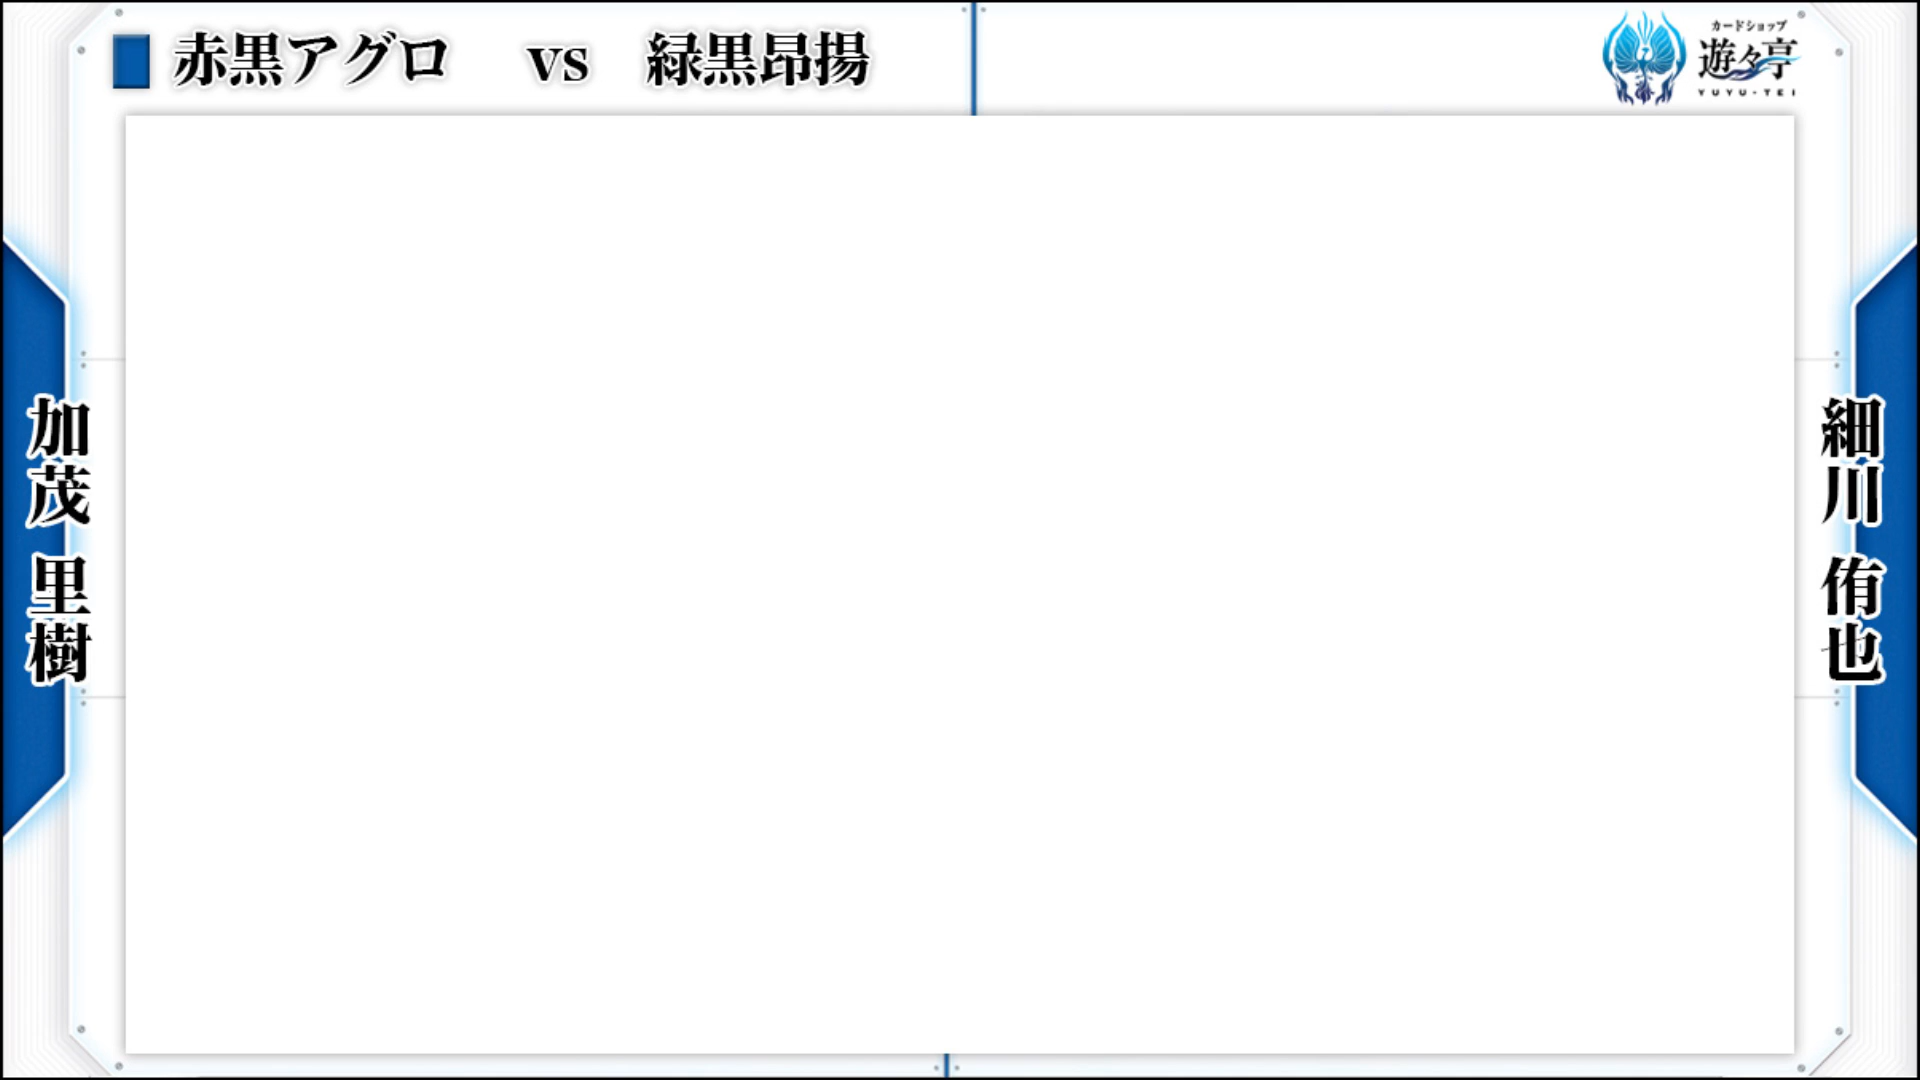 赤黒アグロ vs 緑黒昂揚
カードショップ
遊々亭
YUYU-TEI
加茂 里樹
細川 侑也